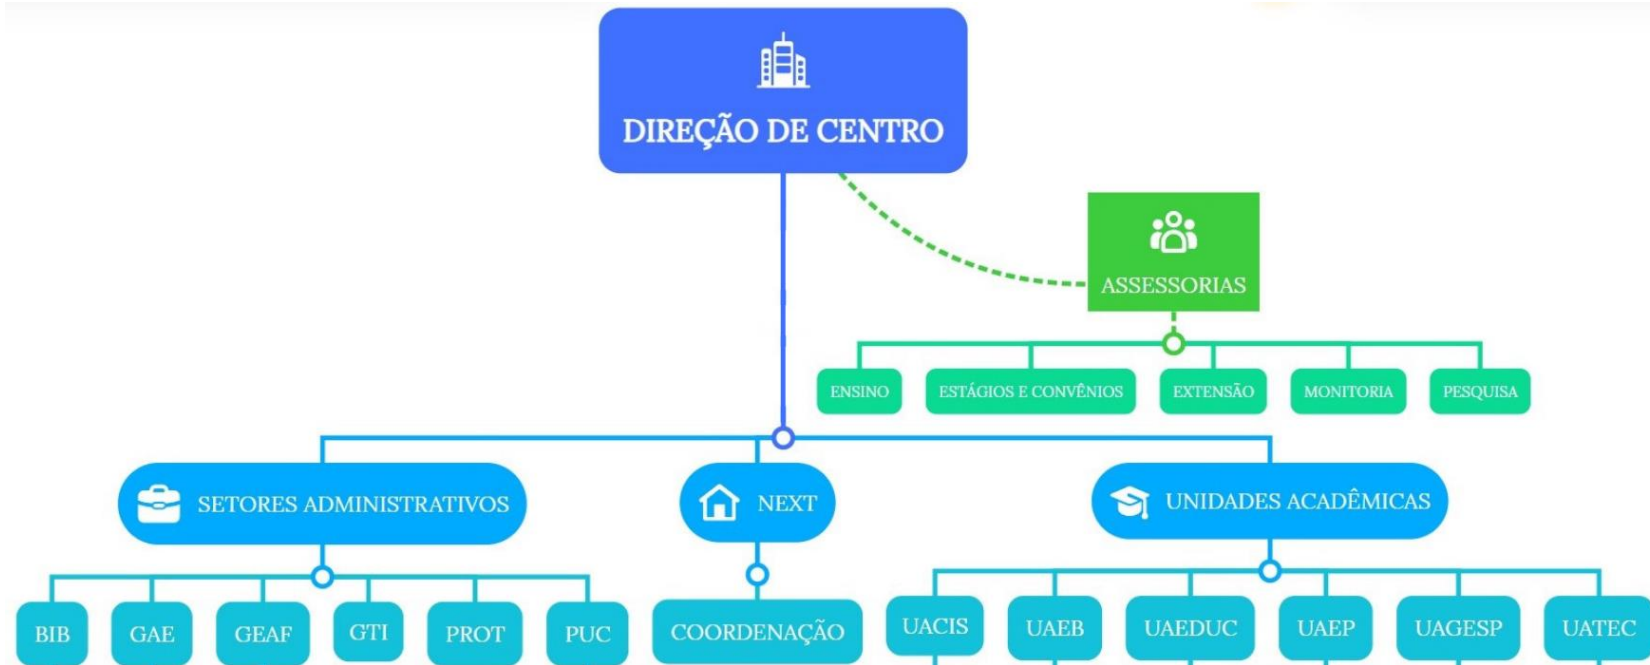 DIREÇÃO DE CENTRO
ASSESSORIAS
ENSINO
ESTÁGIOS E CONVÊNIOS
EXTENSÃO
MONITORIA
PESQUISA
SETORES ADMINISTRATIVOS
NEXT
UNIDADES ACADÊMICAS
BIB
GAE
GEAF
GTI
PROT
PUC
COORDENAÇÃO
UACIS
UAEB
UAEDUC
UAEP
UAGESP
UATEC